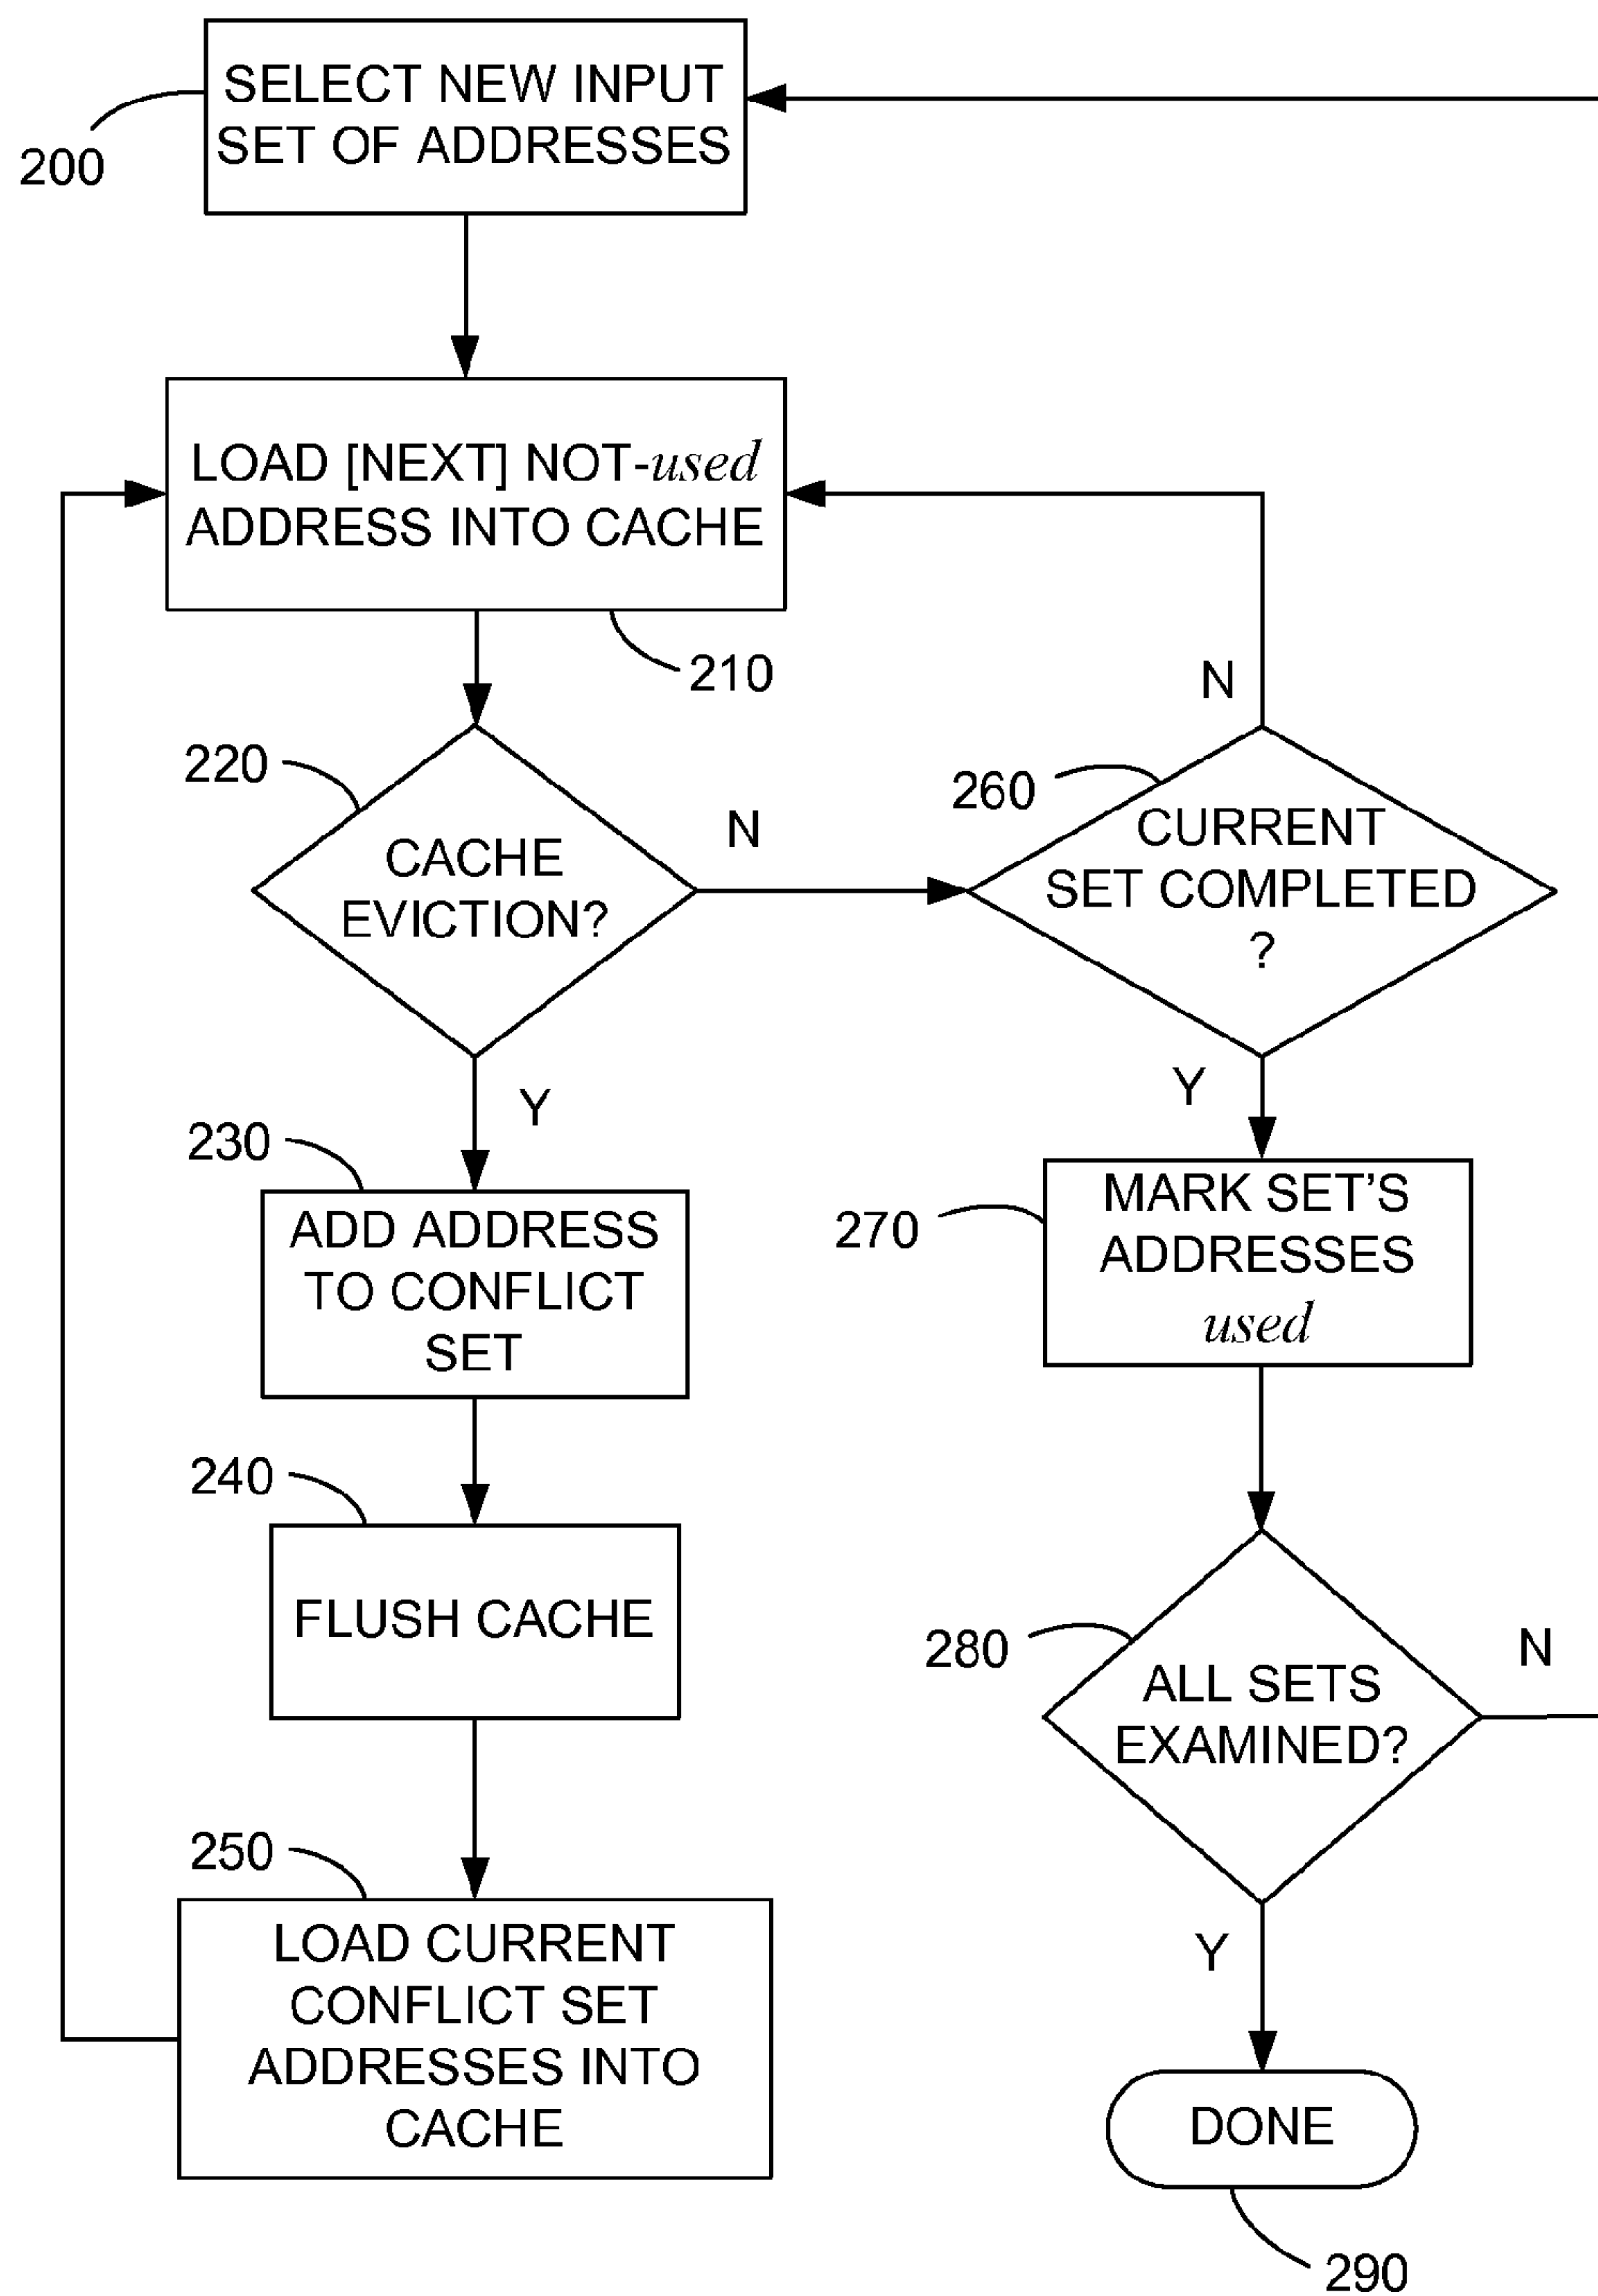 SELECT NEW INPUT
SET OF ADDRESSES
200
LOAD [NEXT] NOT-used
ADDRESS INTO CACHE
210
N
220
260
CACHE
EVICTION?
N
CURRENT
SET COMPLETED
?
Y
Y
230
ADD ADDRESS
TO CONFLICT
SET
270
MARK SET'S
ADDRESSES
used
240
FLUSH CACHE
280
ALL SETS
EXAMINED?
N
250
LOAD CURRENT
CONFLICT SET
ADDRESSES INTO
CACHE
Y
DONE
290